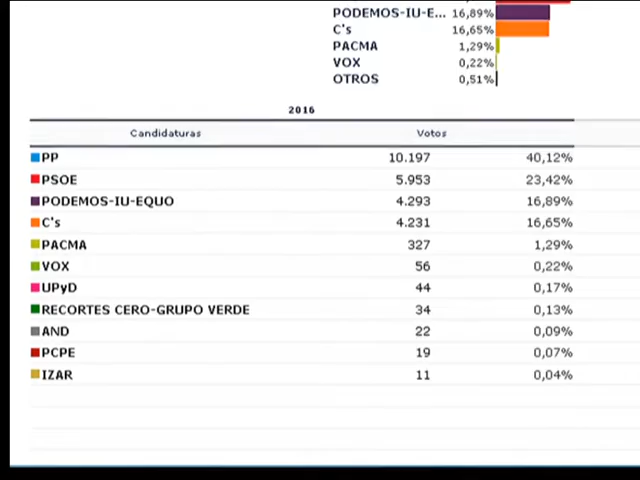 PODEMOS-IU-E... 16,89%
C's 16,65%
PACMA 1,29%
VOX 0,22%
OTROS 0,51%
2016
Candidaturas Votos
PP 10.197 40,12%
PSOE 5.953 23,42%
PODEMOS-IU-EQUO 4.293 16,89%
C's 4.231 16,65%
PACMA 327 1,29%
VOX 56 0,22%
UPyD 44 0,17%
RECORTES CERO-GRUPO VERDE 34 0,13%
AND 22 0,09%
PCPE 19 0,07%
IZAR 11 0,04%